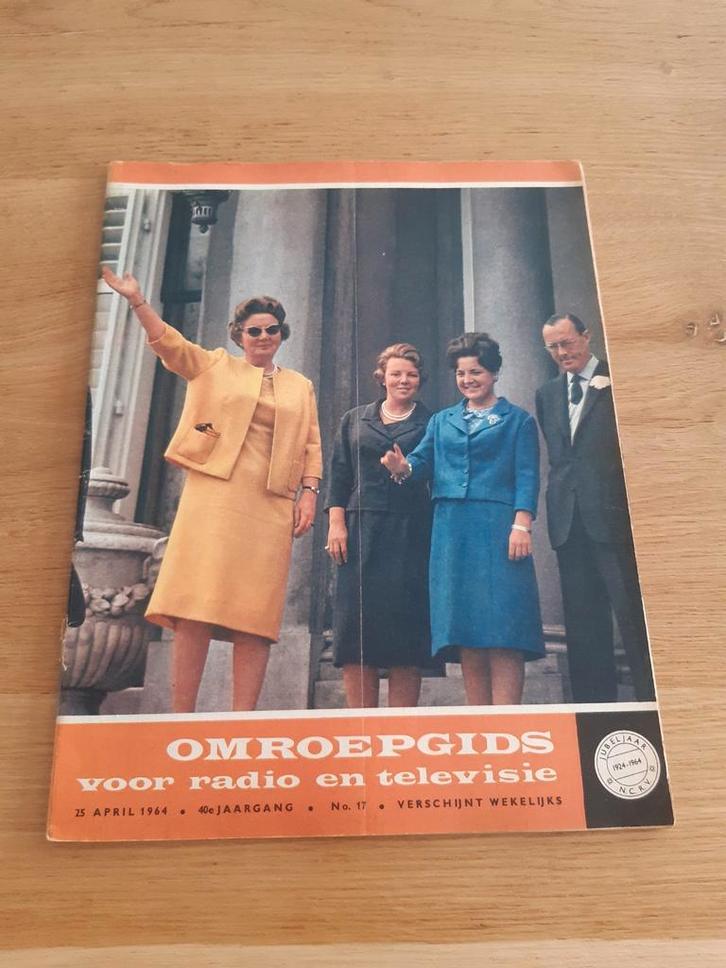 OMROEPGIDS
voor radio en televisie
25 APRIL 1964 • 40e JAARGANG • No. 17 • VERSCHIJNT WEKELIJKS
JUBELJAAR
1924-1964
N.C.R.V.